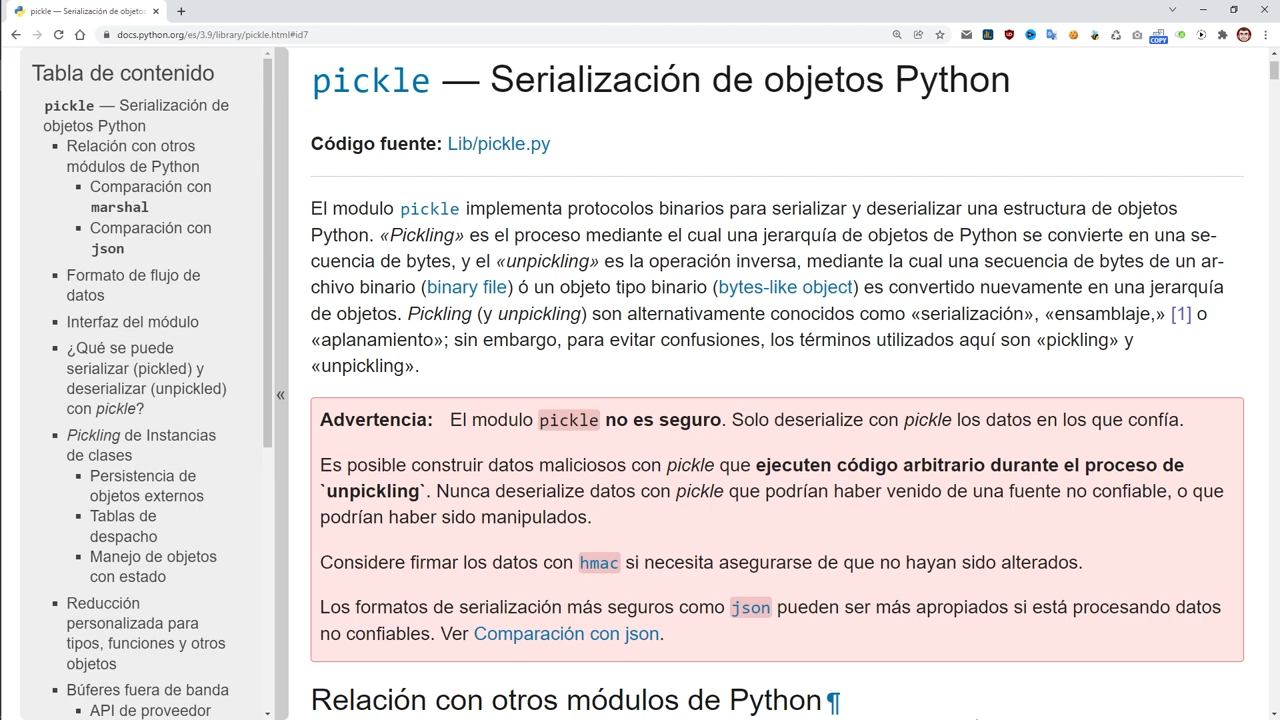 pickle — Serialización de objetos
docs.python.org/es/3.9/library/pickle.html#id7
COPY
Tabla de contenido
pickle — Serialización de
objetos Python
Relación con otros
módulos de Python
Comparación con
marshal
Comparación con
json
Formato de flujo de
datos
Interfaz del módulo
¿Qué se puede
serializar (pickled) y
deserializar (unpickled)
con pickle?
Pickling de Instancias
de clases
Persistencia de
objetos externos
Tablas de
despacho
Manejo de objetos
con estado
Reducción
personalizada para
tipos, funciones y otros
objetos
Búferes fuera de banda
API de proveedor
«
pickle — Serialización de objetos Python
Código fuente: Lib/pickle.py
El modulo pickle implementa protocolos binarios para serializar y deserializar una estructura de objetos
Python. «Pickling» es el proceso mediante el cual una jerarquía de objetos de Python se convierte en una se-
cuencia de bytes, y el «unpickling» es la operación inversa, mediante la cual una secuencia de bytes de un ar-
chivo binario (binary file) ó un objeto tipo binario (bytes-like object) es convertido nuevamente en una jerarquía
de objetos. Pickling (y unpickling) son alternativamente conocidos como «serialización», «ensamblaje,» [1] o
«aplanamiento»; sin embargo, para evitar confusiones, los términos utilizados aquí son «pickling» y
«unpickling».
Advertencia: El modulo pickle no es seguro. Solo deserialize con pickle los datos en los que confía.
Es posible construir datos maliciosos con pickle que ejecuten código arbitrario durante el proceso de
`unpickling`. Nunca deserialize datos con pickle que podrían haber venido de una fuente no confiable, o que
podrían haber sido manipulados.
Considere firmar los datos con hmac si necesita asegurarse de que no hayan sido alterados.
Los formatos de serialización más seguros como json pueden ser más apropiados si está procesando datos
no confiables. Ver Comparación con json.
Relación con otros módulos de Python¶